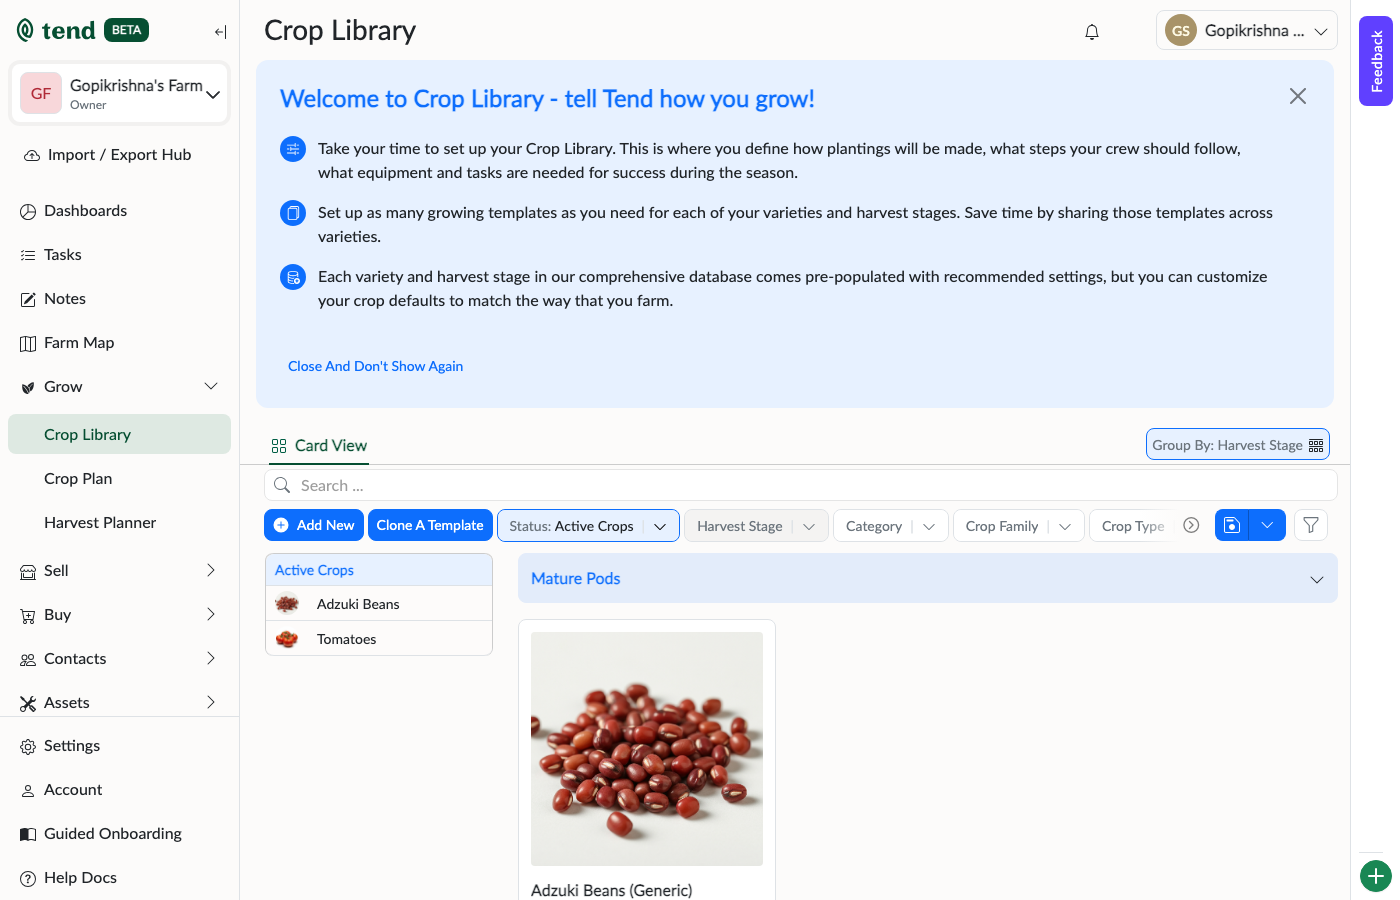 tend BETA
GF
Gopikrishna's Farm
Owner
Import / Export Hub
Dashboards
Tasks
Notes
Farm Map
Grow
Crop Library
Crop Plan
Harvest Planner
Sell
Buy
Contacts
Assets
Settings
Account
Guided Onboarding
Help Docs
Crop Library
GS
Gopikrishna ...
Feedback
Welcome to Crop Library - tell Tend how you grow!
Take your time to set up your Crop Library. This is where you define how plantings will be made, what steps your crew should follow,
what equipment and tasks are needed for success during the season.
Set up as many growing templates as you need for each of your varieties and harvest stages. Save time by sharing those templates across
varieties.
Each variety and harvest stage in our comprehensive database comes pre-populated with recommended settings, but you can customize
your crop defaults to match the way that you farm.
Close And Don't Show Again
Card View
Group By: Harvest Stage
Search ...
Add New
Clone A Template
Status: Active Crops
Harvest Stage
Category
Crop Family
Crop Type
Active Crops
Adzuki Beans
Tomatoes
Mature Pods
Adzuki Beans (Generic)